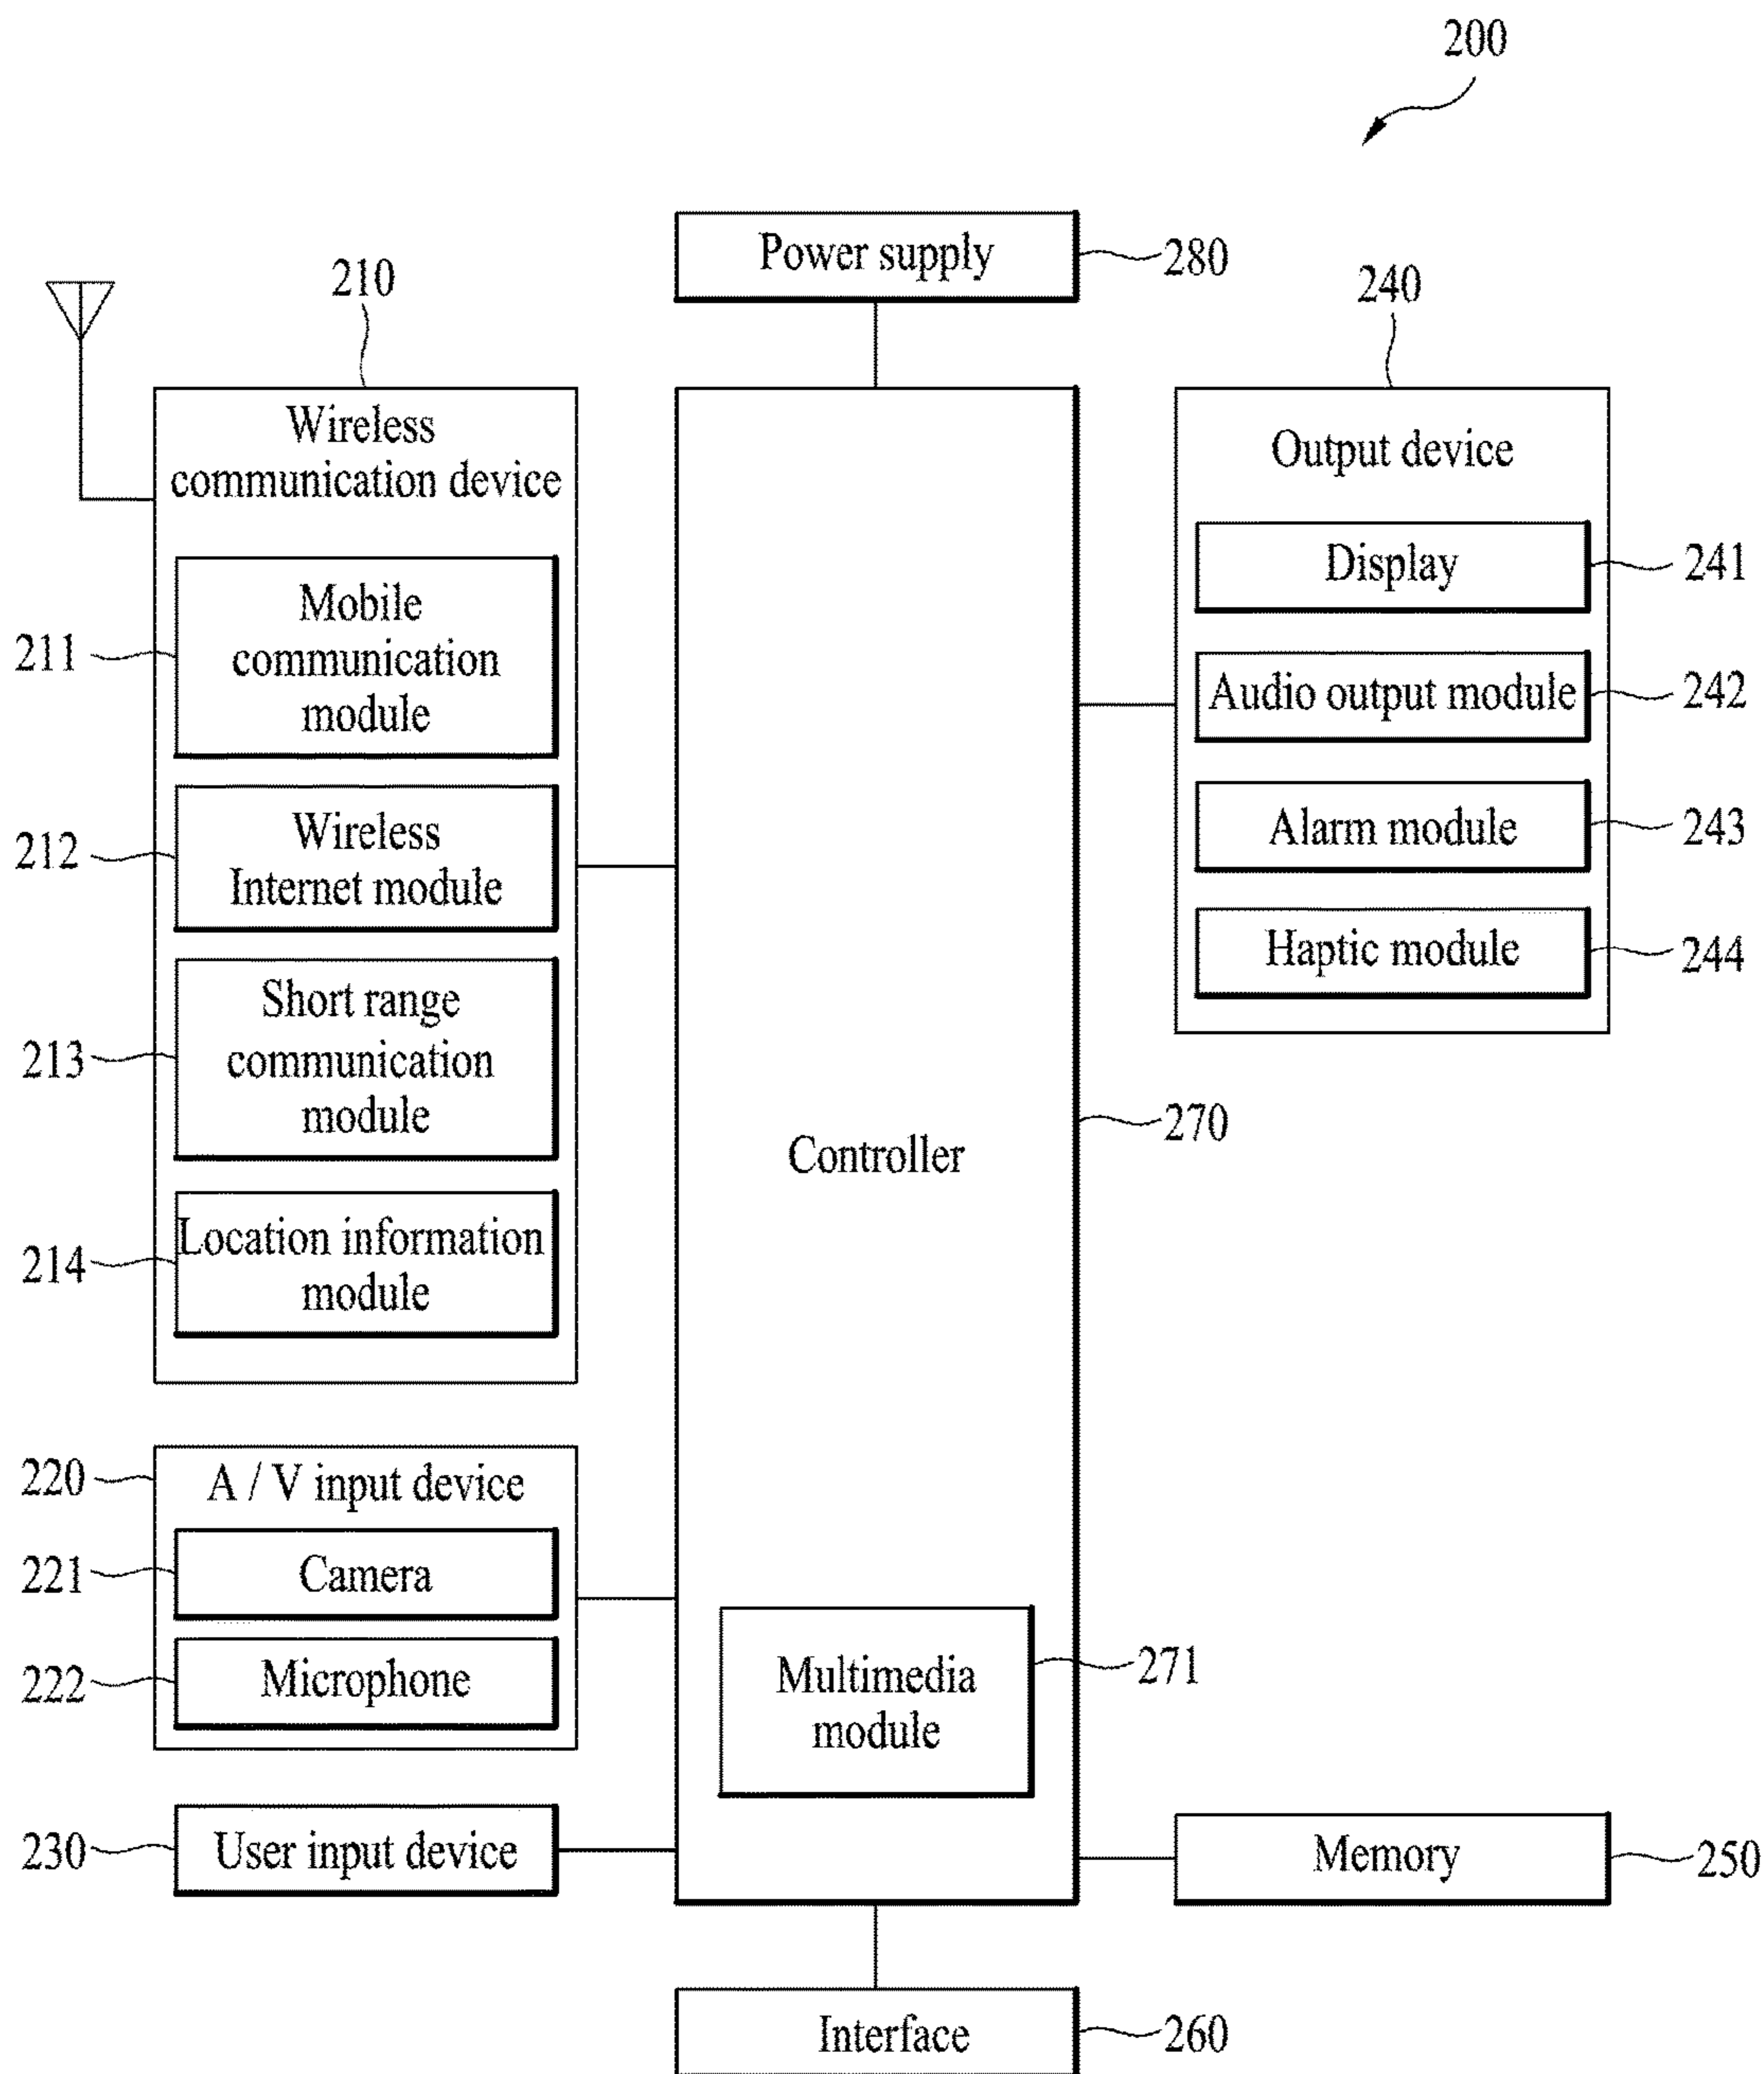 200
Power supply
280
210
Wireless
communication device
Mobile
communication
module
211
Wireless
Internet module
212
Short range
communication
module
213
Location information
module
214
240
Output device
Display
241
Audio output module
242
Alarm module
243
Haptic module
244
Controller
270
220
A / V input device
221
Camera
222
Microphone
Multimedia
module
271
230
User input device
Memory
250
Interface
260